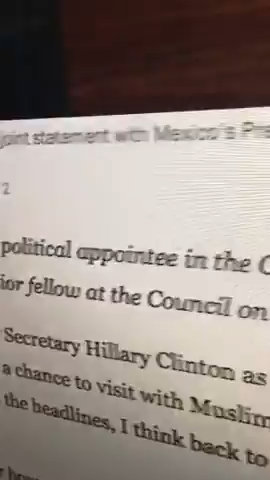 joint statement with Mexico's Pre
2
political appointee in the C
ior fellow at the Council on
Secretary Hillary Clinton as
a chance to visit with Muslim
the headlines, I think back to